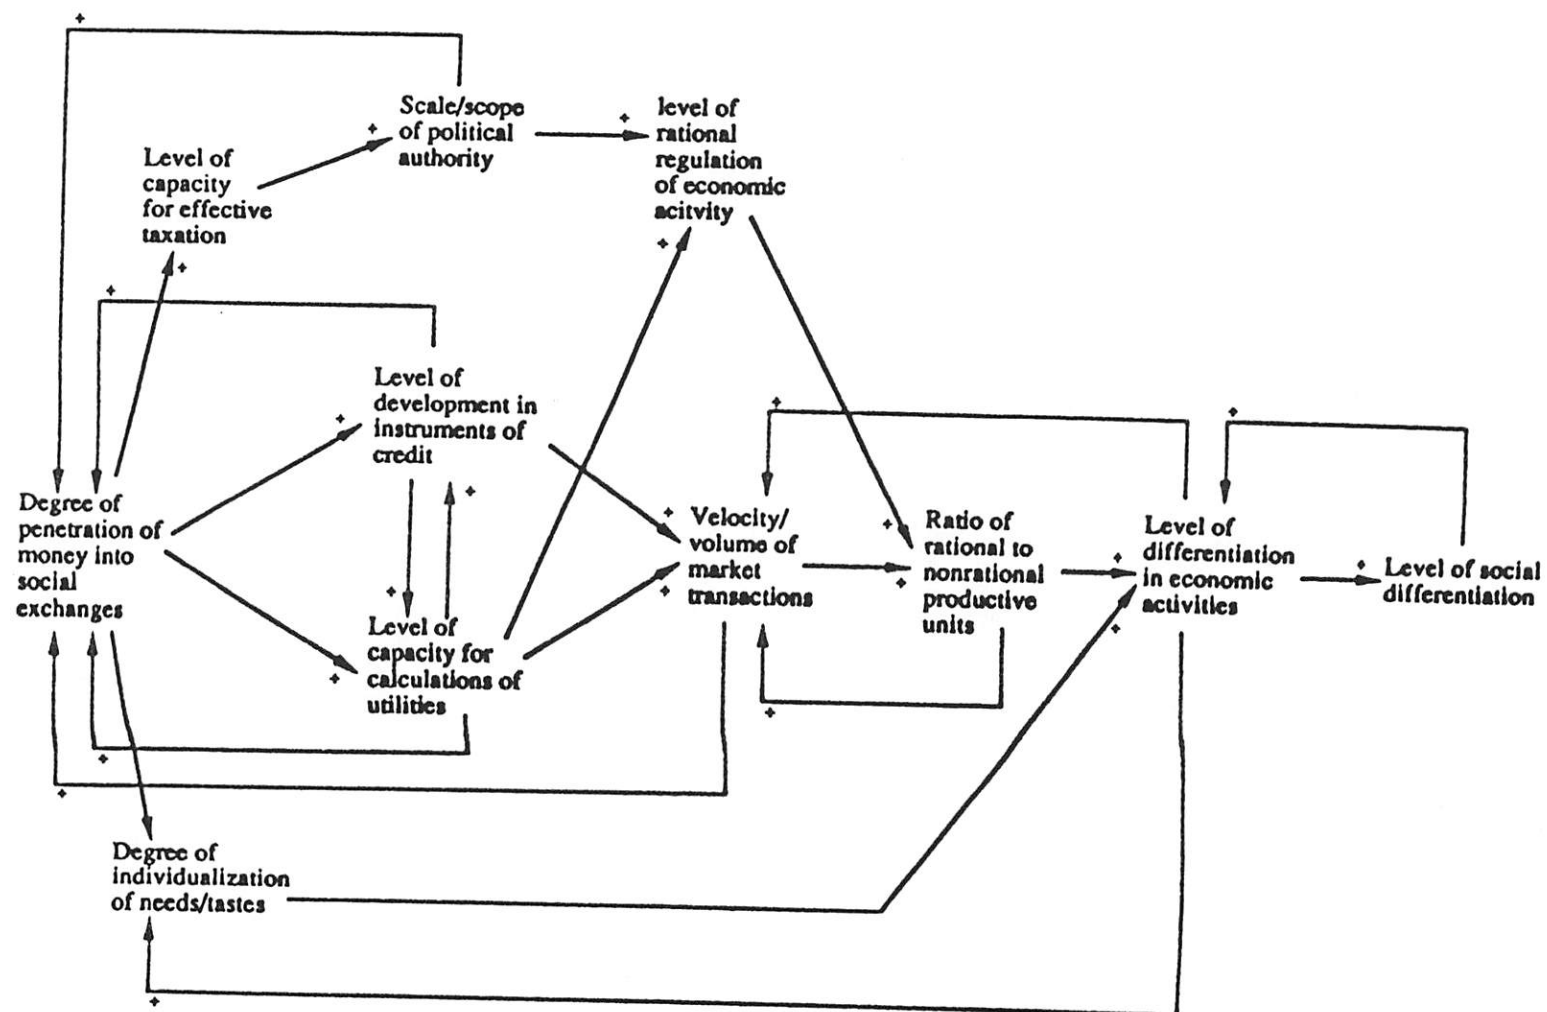 Scale/scope
of political
authority
level of
rational
regulation
of economic
acitvity
Level of
capacity
for effective
taxation
Level of
development in
instruments of
credit
Degree of
penetration of
money into
social
exchanges
Velocity/
volume of
market
transactions
Ratio of
rational to
nonrational
productive
units
Level of
differentiation
in economic
activities
Level of social
differentiation
Level of
capacity for
calculations of
utilities
Degree of
individualization
of needs/tastes